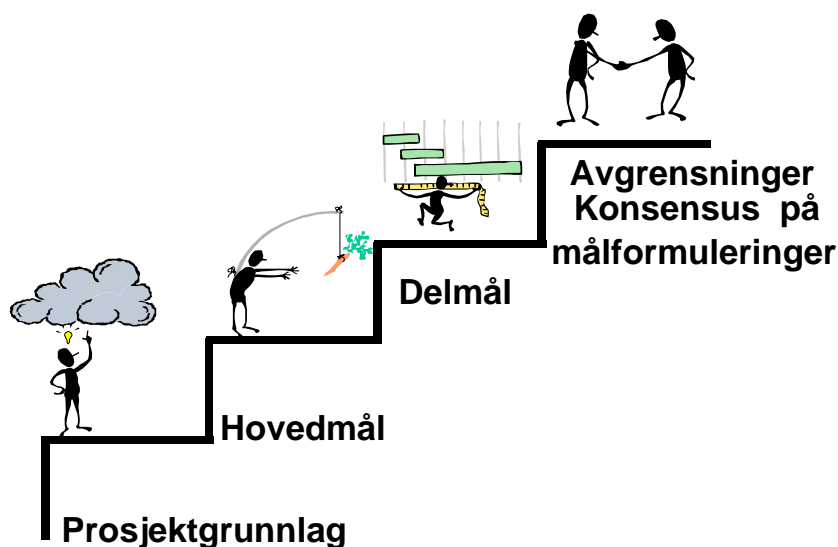 Avgrensninger
Konsensus på
målformuleringer
Delmål
Hovedmål
Prosjektgrunnlag